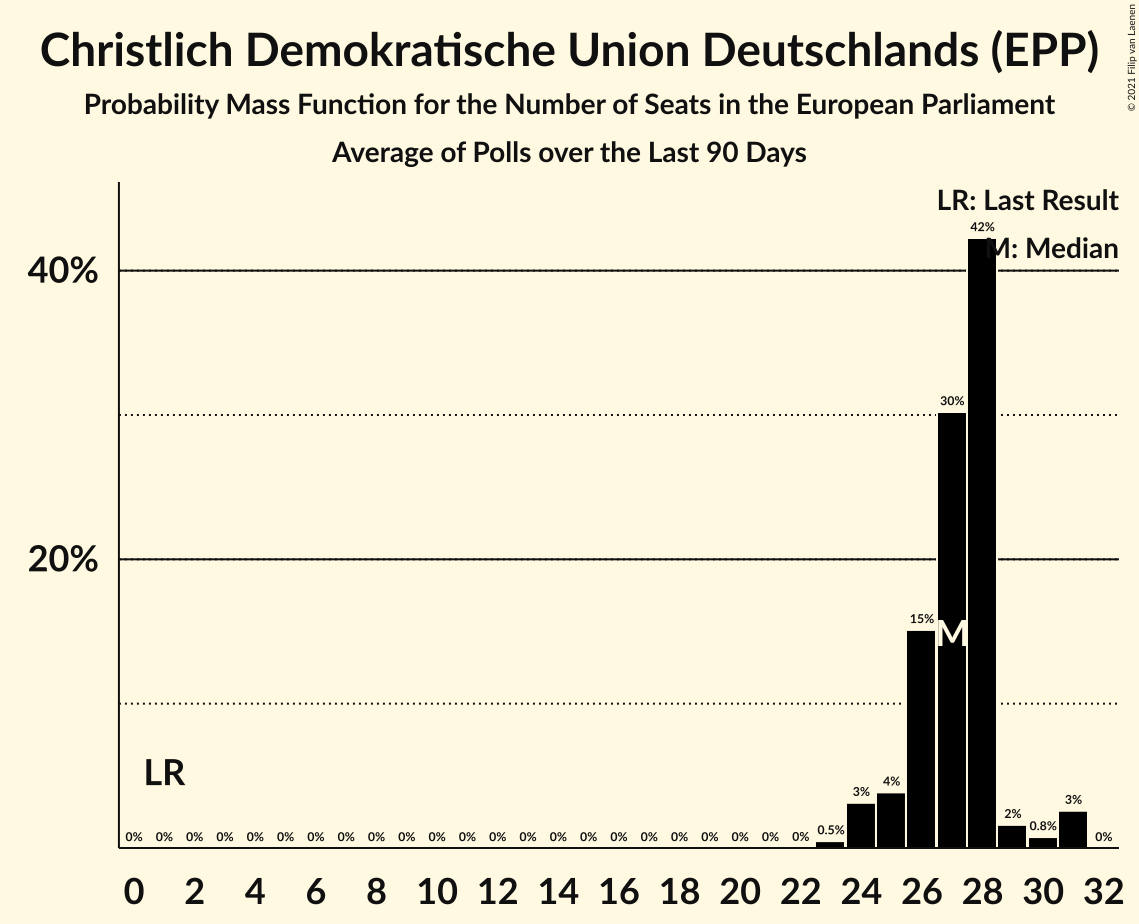 Christlich Demokratische Union Deutschlands (EPP)
Probability Mass Function for the Number of Seats in the European Parliament
Average of Polls over the Last 90 Days
© 2021 Filip van Laenen
LR: Last Result
42%
M: Median
40%
30%
20%
15%
M
LR
4%
3%
3%
2%
0.8%
0.5%
0% 0% 0% 0% 0% 0% 0% 0% 0% 0% 0% 0% 0% 0% 0% 0% 0% 0% 0% 0% 0% 0% 0% 0%
0 2 4 6 8 10 12 14 16 18 20 22 24 26 28 30 32